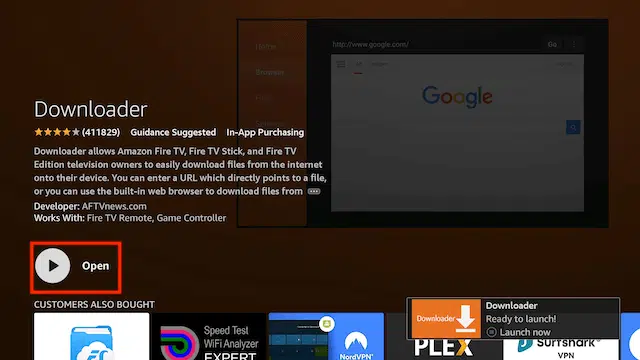 Home
http://www.google.com/
Go
Browser
Google
Downloader
(411829) Guidance Suggested In-App Purchasing
Downloader allows Amazon Fire TV, Fire TV Stick, and Fire TV
Edition television owners to easily download files from the internet
onto their device. You can enter a URL which directly points to a file,
or you can use the built-in web browser to download files from
Developer: AFTVnews.com
Works With: Fire TV Remote, Game Controller
Open
CUSTOMERS ALSO BOUGHT
Speed Test
WiFi Analyzer
EXPERT
NordVPN
PLEX
Surfshark
VPN
Downloader
Downloader
Ready to launch!
Launch now